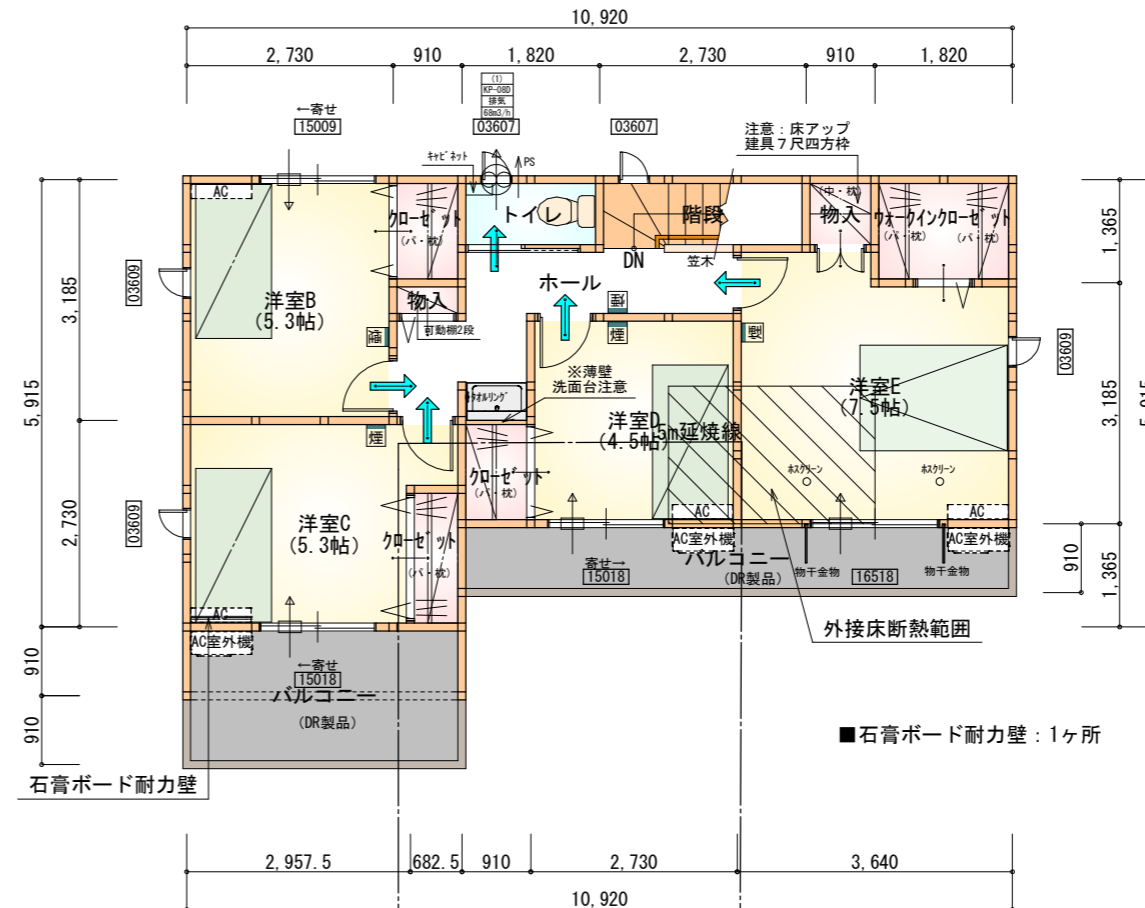 10,920
2,730
910
1,820
2,730
910
1,820
(1)
KP-08D
排気
68m3/h
←寄せ
15009
03607
03607
注意：床アップ
建具７尺四方枠
キャビネット
PS
AC
クローゼット
(バ・枕)
トイレ
階段
(中・枕)
物入
ウォークインクローゼット
(バ・枕)
(バ・枕)
1,365
笠木
DN
ホール
03609
3,185
洋室B
(5.3帖)
物入
可動棚2段
煙
煙
煙
煙
03609
5,915
※薄壁
洗面台注意
タオルリング
洋室E
(7.5帖)
3,185
5,915
洋室D
(4.5帖)
5m延焼線
煙
クローゼット
(バ・枕)
ホスクリーン
ホスクリーン
03609
2,730
洋室C
(5.3帖)
クローゼット
(バ・枕)
AC
AC
AC室外機
AC室外機
バルコニー
(DR製品)
寄せ→
15018
物干金物
16518
物干金物
910
1,365
AC
AC室外機
外接床断熱範囲
←寄せ
15018
バルコニー
(DR製品)
910
910
■石膏ボード耐力壁：1ヶ所
石膏ボード耐力壁
2,957.5
682.5
910
2,730
3,640
10,920